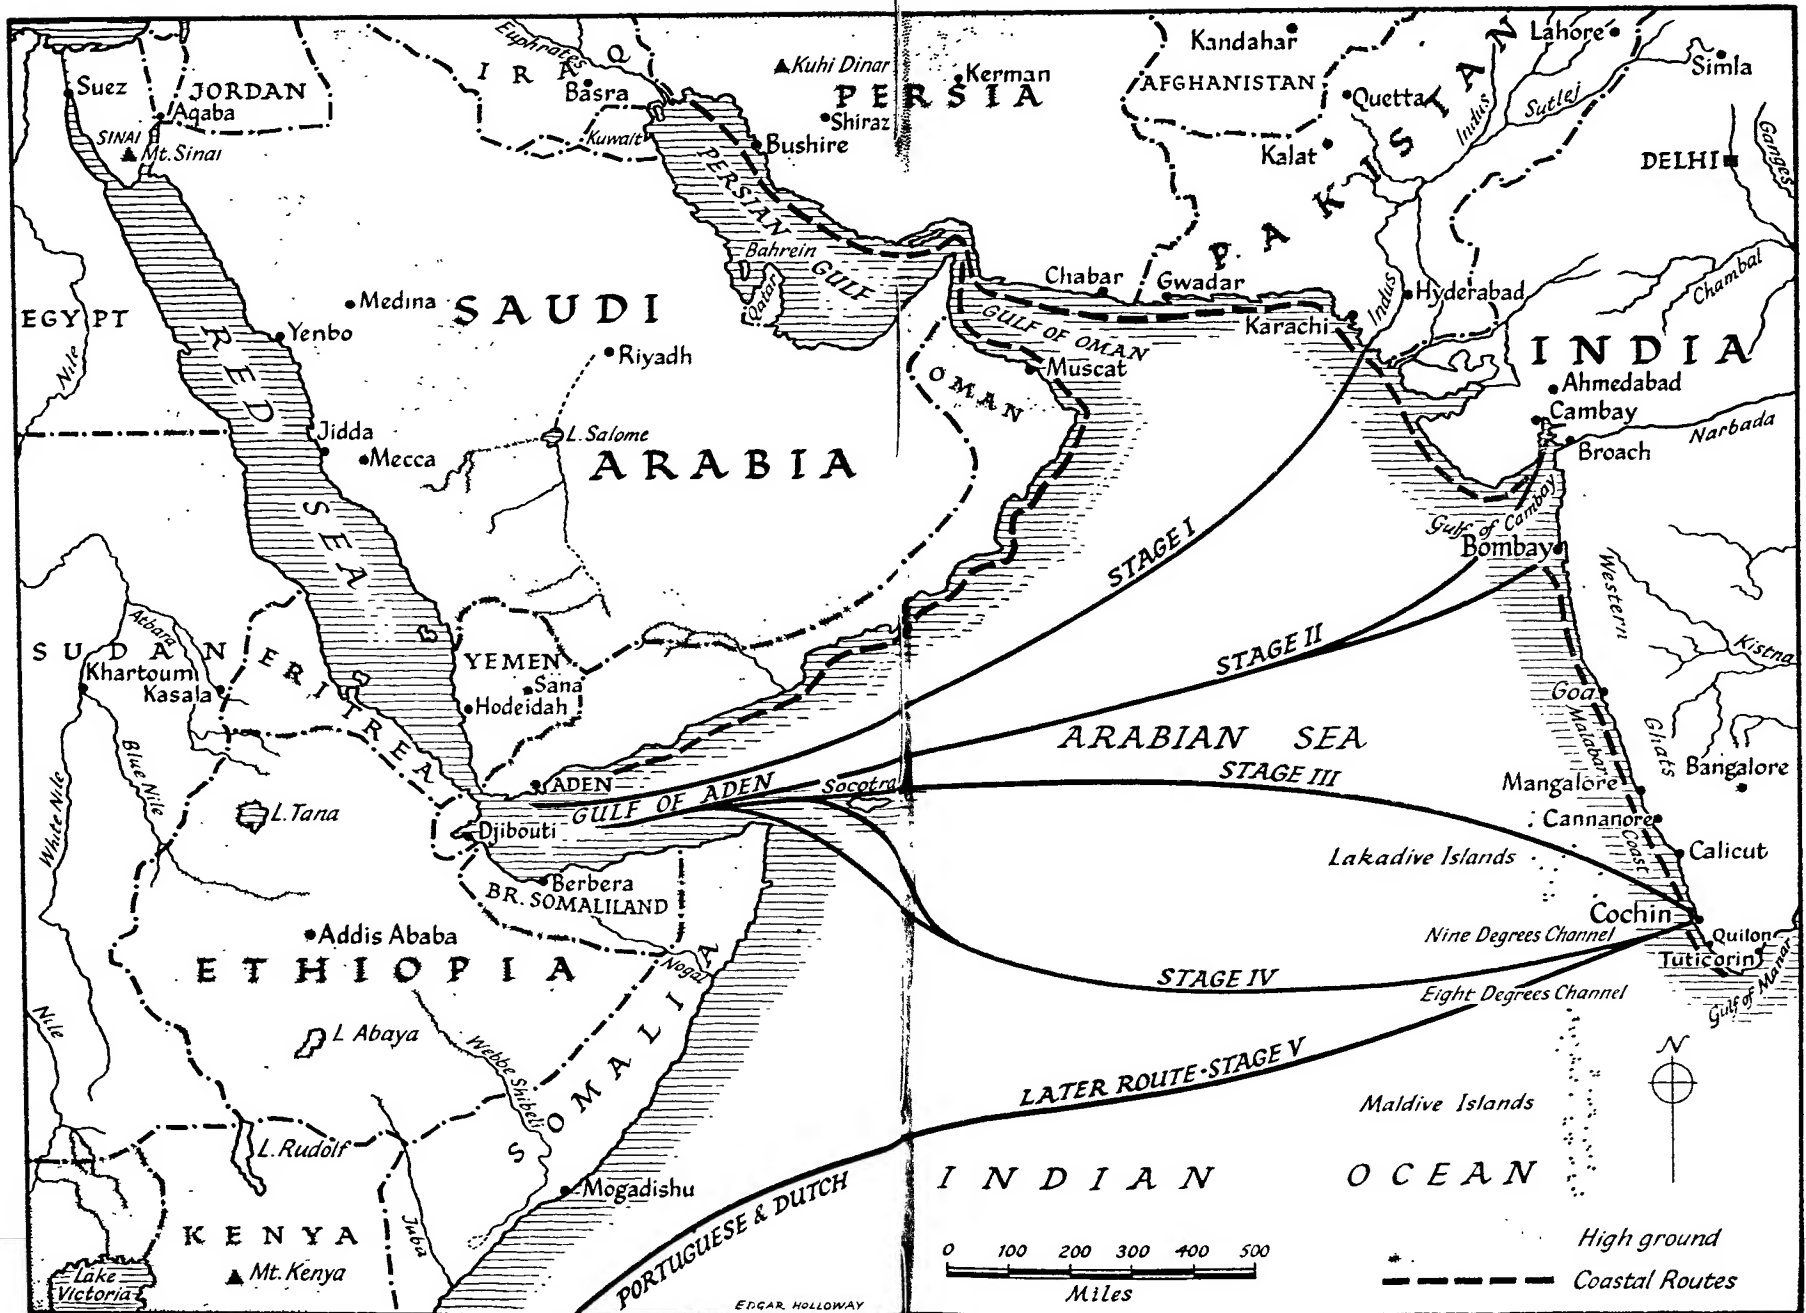 Suez
JORDAN
Aqaba
SINAI
Mt. Sinai
Euphrates
IRAQ
Basra
Kuwait
Kuhi Dinar
Kerman
PERSIA
Shiraz
Bushire
Kandahar
AFGHANISTAN
Quetta
Kalat
PAKISTAN
Indus
Sutlej
Lahore
Simla
DELHI
Ganges
PERSIAN GULF
Bahrein
Qatar
Chabar
Gwadar
Karachi
Indus
Hyderabad
Chambal
EGYPT
Nile
Medina
SAUDI
Yenbo
Riyadh
RED SEA
GULF OF OMAN
Muscat
OMAN
INDIA
Ahmedabad
Cambay
Broach
Narbada
Jidda
Mecca
L. Salome
ARABIA
Gulf of Cambay
Bombay
STAGE I
Western
Ghats
Kistna
SUDAN
Atbara
Khartoum
Kasala
ERITREA
YEMEN
Sana
Hodeidah
STAGE II
Goa
Malabar
Coast
ARABIAN SEA
STAGE III
Mangalore
Bangalore
Cannanore
Calicut
White Nile
Blue Nile
L. Tana
ADEN
GULF OF ADEN
Socotra
Djibouti
Berbera
BR. SOMALILAND
Lakadive Islands
Cochin
Nine Degrees Channel
Quilon
Tuticorin
Gulf of Manar
Addis Ababa
ETHIOPIA
Nogal
STAGE IV
Eight Degrees Channel
Nile
L Abaya
Webbe Shibeli
SOMALIA
LATER ROUTE·STAGE V
Maldive Islands
N
L. Rudolf
Mogadishu
INDIAN OCEAN
KENYA
Juba
Mt. Kenya
Lake
Victoria
PORTUGUESE & DUTCH
0 100 200 300 400 500
Miles
High ground
Coastal Routes
EDGAR HOLLOWAY